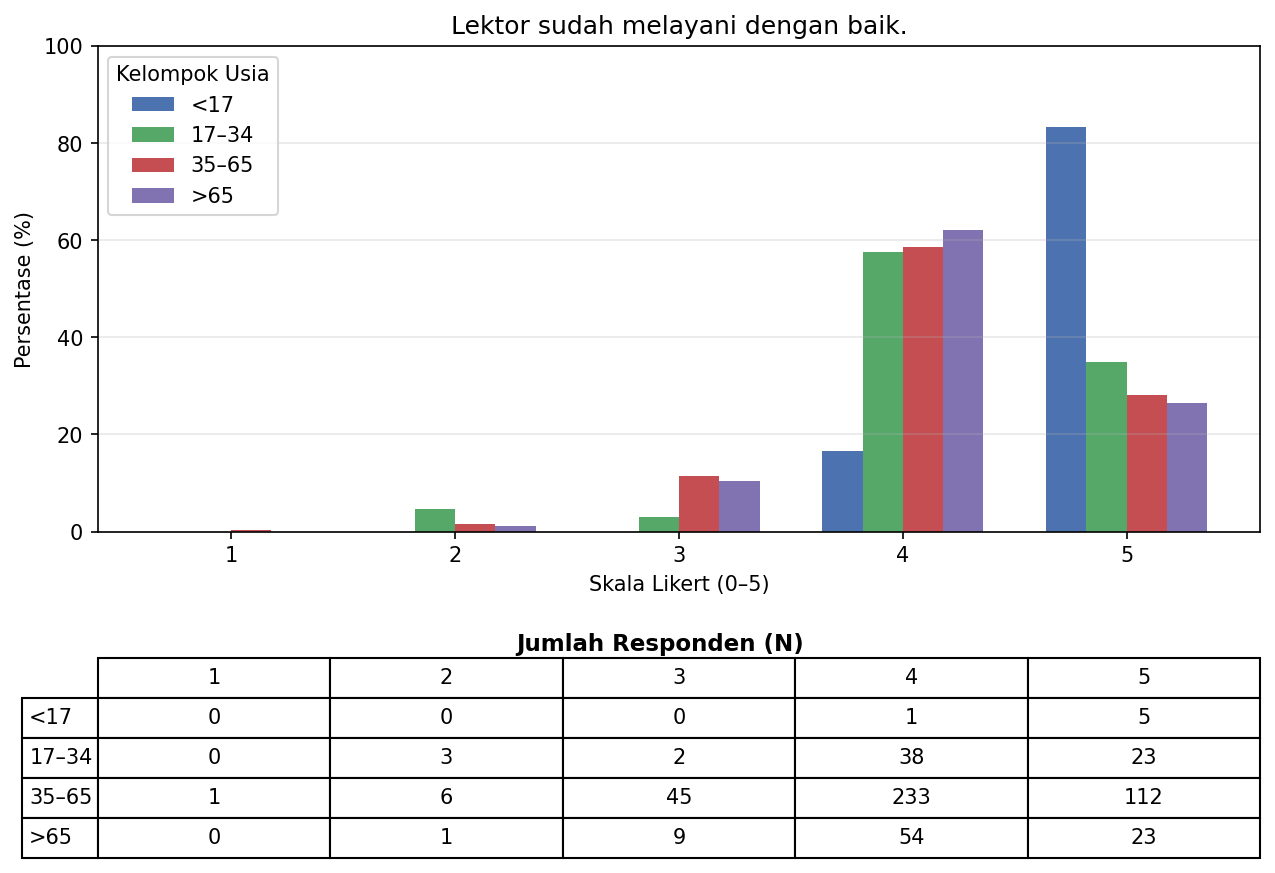 Lektor sudah melayani dengan baik.
Kelompok Usia
<17
17–34
35–65
>65
100
80
60
40
20
0
Persentase (%)
1 2 3 4 5
Skala Likert (0–5)
Jumlah Responden (N)
1 2 3 4 5
<17 0 0 0 1 5
17–34 0 3 2 38 23
35–65 1 6 45 233 112
>65 0 1 9 54 23